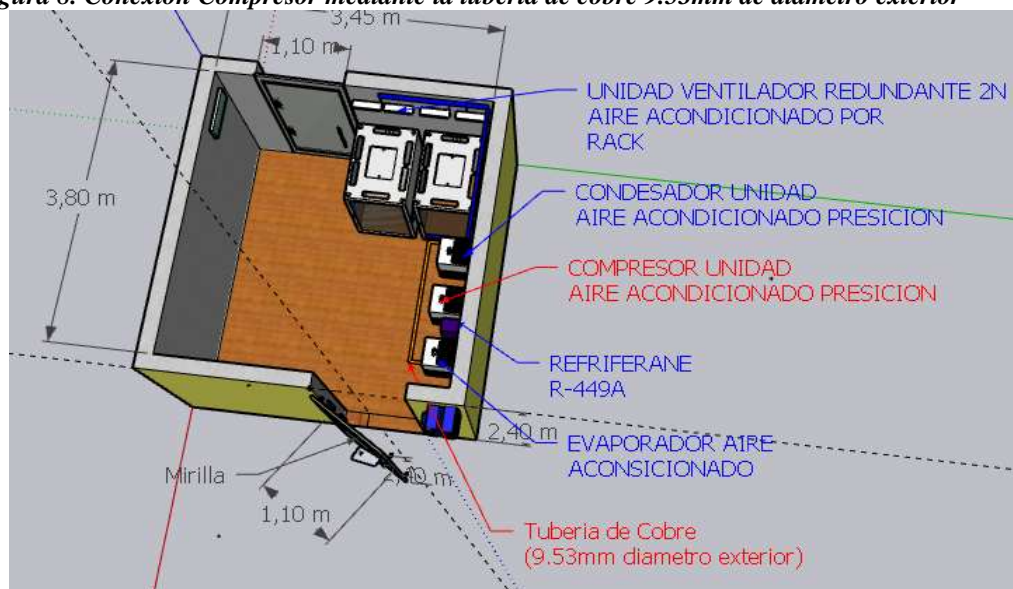 gura 6. Conexión Compresor mediante la tubería de cobre 9.53mm de diámetro exterior
3,45 m
1,10 m
UNIDAD VENTILADOR REDUNDANTE 2N
AIRE ACONDICIONADO POR
RACK
3,80 m
CONDESADOR UNIDAD
AIRE ACONDICIONADO PRESICION
COMPRESOR UNIDAD
AIRE ACONDICIONADO PRESICION
REFRIFERANE
R-449A
2,40 m
EVAPORADOR AIRE
ACONSICIONADO
Mirilla
1,10 m
Tuberia de Cobre
(9.53mm diametro exterior)